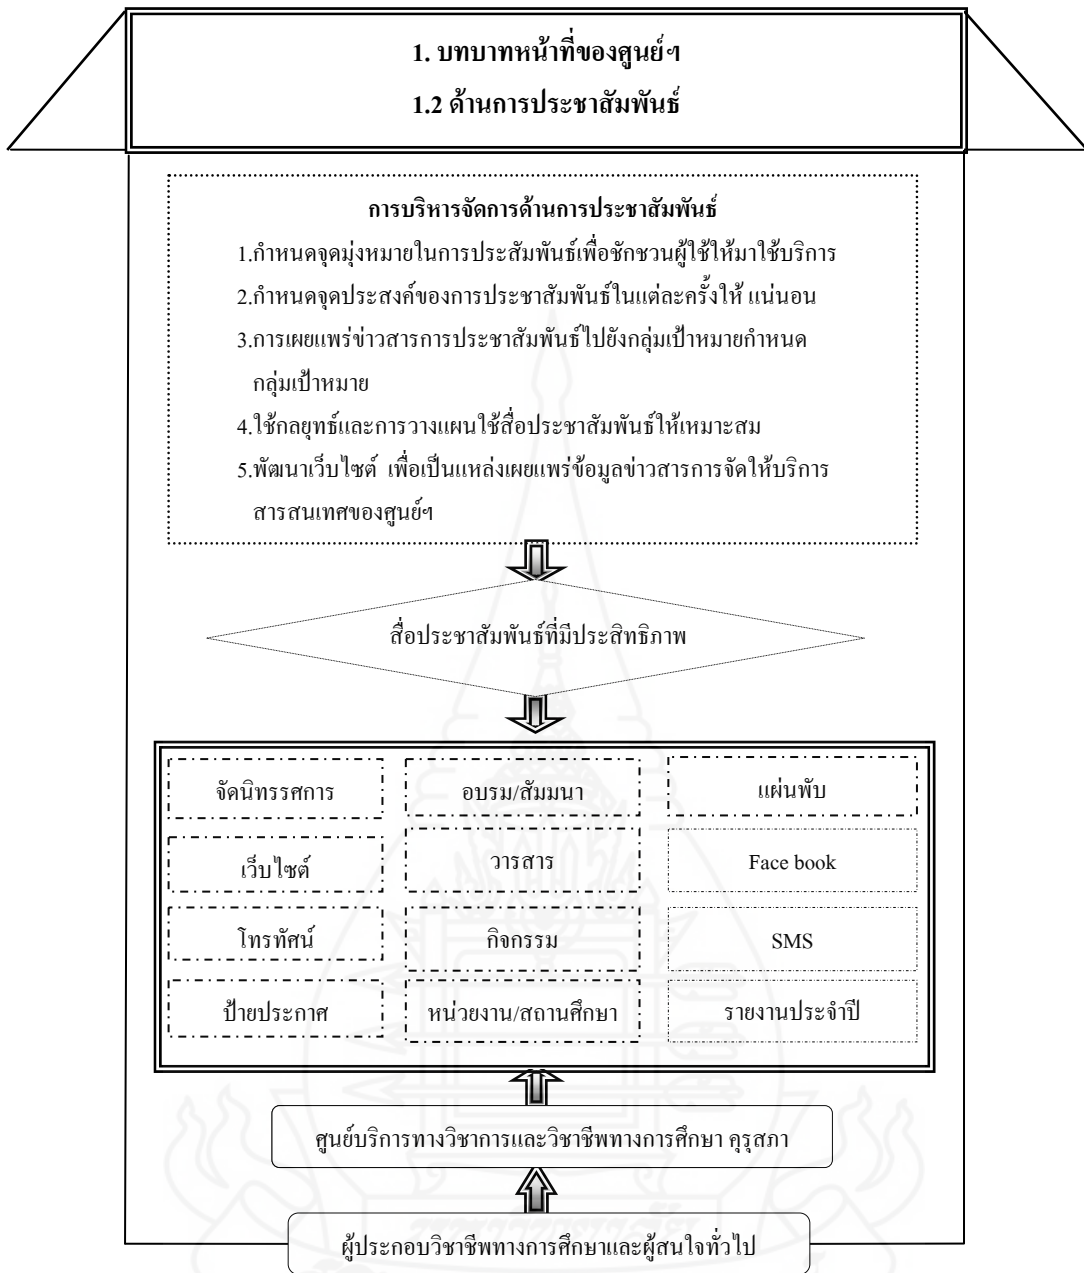 1. บทบาทหน้าที่ของศูนย์ฯ
1.2 ด้านการประชาสัมพันธ์
การบริหารจัดการด้านการประชาสัมพันธ์
1.กำหนดจุดมุ่งหมายในการประสัมพันธ์เพื่อชักชวนผู้ใช้ให้มาใช้บริการ
2.กำหนดจุดประสงค์ของการประชาสัมพันธ์ในแต่ละครั้งให้ แน่นอน
3.การเผยแพร่ข่าวสารการประชาสัมพันธ์ไปยังกลุ่มเป้าหมายกำหนด
กลุ่มเป้าหมาย
4.ใช้กลยุทธ์และการวางแผนใช้สื่อประชาสัมพันธ์ให้เหมาะสม
5.พัฒนาเว็บไซต์ เพื่อเป็นแหล่งเผยแพร่ข้อมูลข่าวสารการจัดให้บริการ
สารสนเทศของศูนย์ฯ
สื่อประชาสัมพันธ์ที่มีประสิทธิภาพ
จัดนิทรรศการ
อบรม/สัมมนา
แผ่นพับ
เว็บไซต์
วารสาร
Face book
โทรทัศน์
กิจกรรม
SMS
ป้ายประกาศ
หน่วยงาน/สถานศึกษา
รายงานประจำปี
ศูนย์บริการทางวิชาการและวิชาชีพทางการศึกษา คุรุสภา
ผู้ประกอบวิชาชีพทางการศึกษาและผู้สนใจทั่วไป